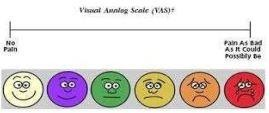 Visual Analog Scale (VAS)†
No
Pain
Pain As Bad
As It Could
Possibly Be